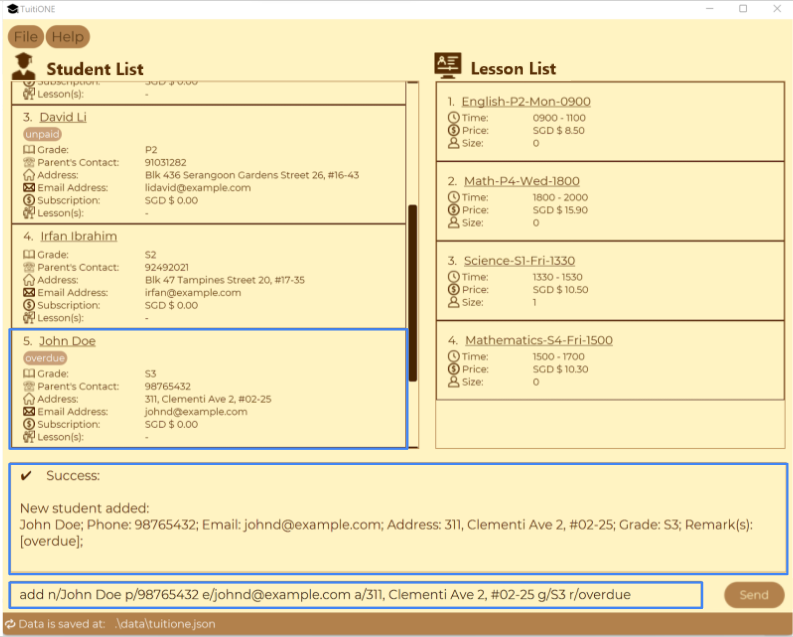 TuitiONE
File Help
Student List
Subscription: SGD $ 0.00
Lesson(s): -
3. David Li
unpaid
Grade: P2
Parent's Contact: 91031282
Address: Blk 436 Serangoon Gardens Street 26, #16-43
Email Address: lidavid@example.com
Subscription: SGD $ 0.00
Lesson(s): -
4. Irfan Ibrahim
Grade: S2
Parent's Contact: 92492021
Address: Blk 47 Tampines Street 20, #17-35
Email Address: irfan@example.com
Subscription: SGD $ 0.00
Lesson(s): -
5. John Doe
overdue
Grade: S3
Parent's Contact: 98765432
Address: 311, Clementi Ave 2, #02-25
Email Address: johnd@example.com
Subscription: SGD $ 0.00
Lesson(s): -
Lesson List
1. English-P2-Mon-0900
Time: 0900 - 1100
Price: SGD $ 8.50
Size: 0
2. Math-P4-Wed-1800
Time: 1800 - 2000
Price: SGD $ 15.90
Size: 0
3. Science-S1-Fri-1330
Time: 1330 - 1530
Price: SGD $ 10.50
Size: 1
4. Mathematics-S4-Fri-1500
Time: 1500 - 1700
Price: SGD $ 10.30
Size: 0
✔ Success:
New student added:
John Doe; Phone: 98765432; Email: johnd@example.com; Address: 311, Clementi Ave 2, #02-25; Grade: S3; Remark(s):
[overdue];
add n/John Doe p/98765432 e/johnd@example.com a/311, Clementi Ave 2, #02-25 g/S3 r/overdue
Send
Data is saved at: .\data\tuitione.json